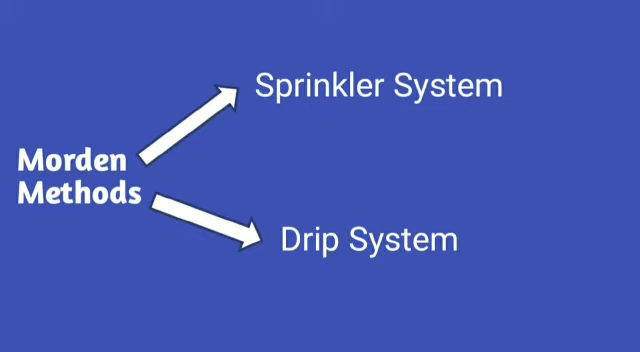 Sprinkler System
Morden
Methods
Drip System